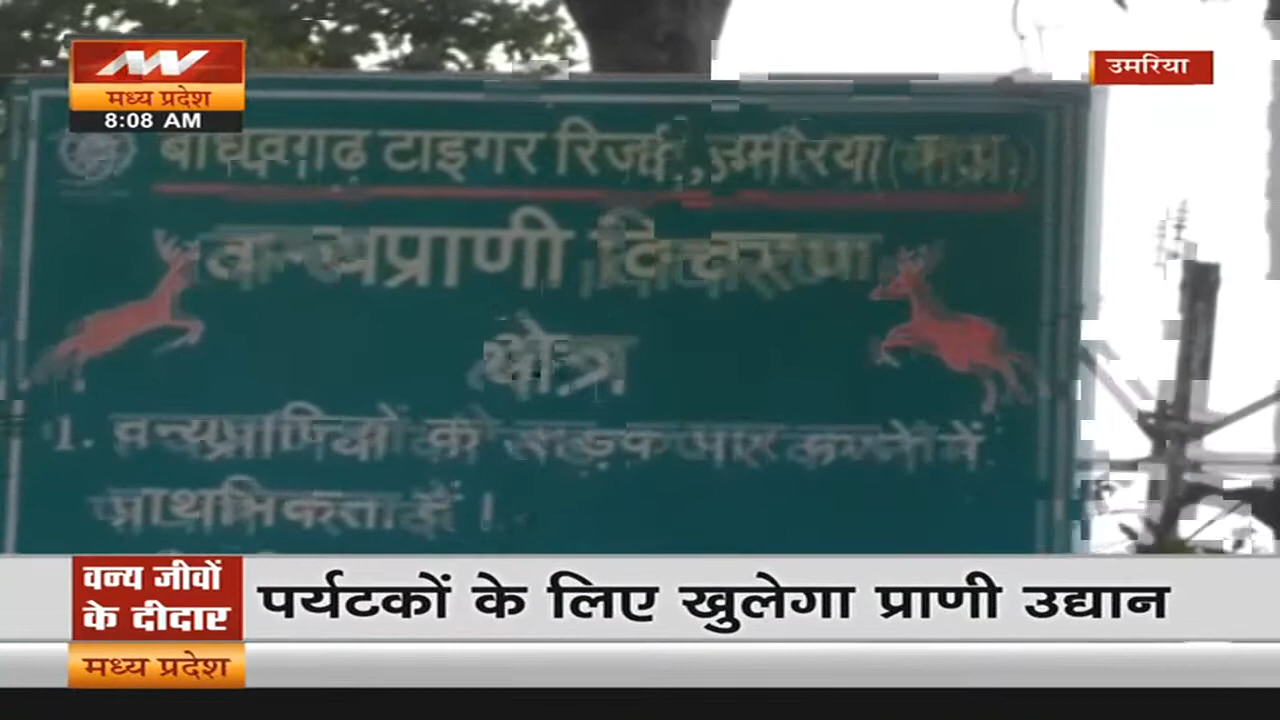 मध्य प्रदेश
8:08 AM
उमरिया
बांधवगढ़ टाइगर रिजर्व, उमरिया (म.प्र.)
वन्यप्राणी विचरण
क्षेत्र
1. वन्यप्राणियों को सड़क पार करने में
प्राथमिकता दें ।
वन्य जीवों
के दीदार
पर्यटकों के लिए खुलेगा प्राणी उद्यान
मध्य प्रदेश